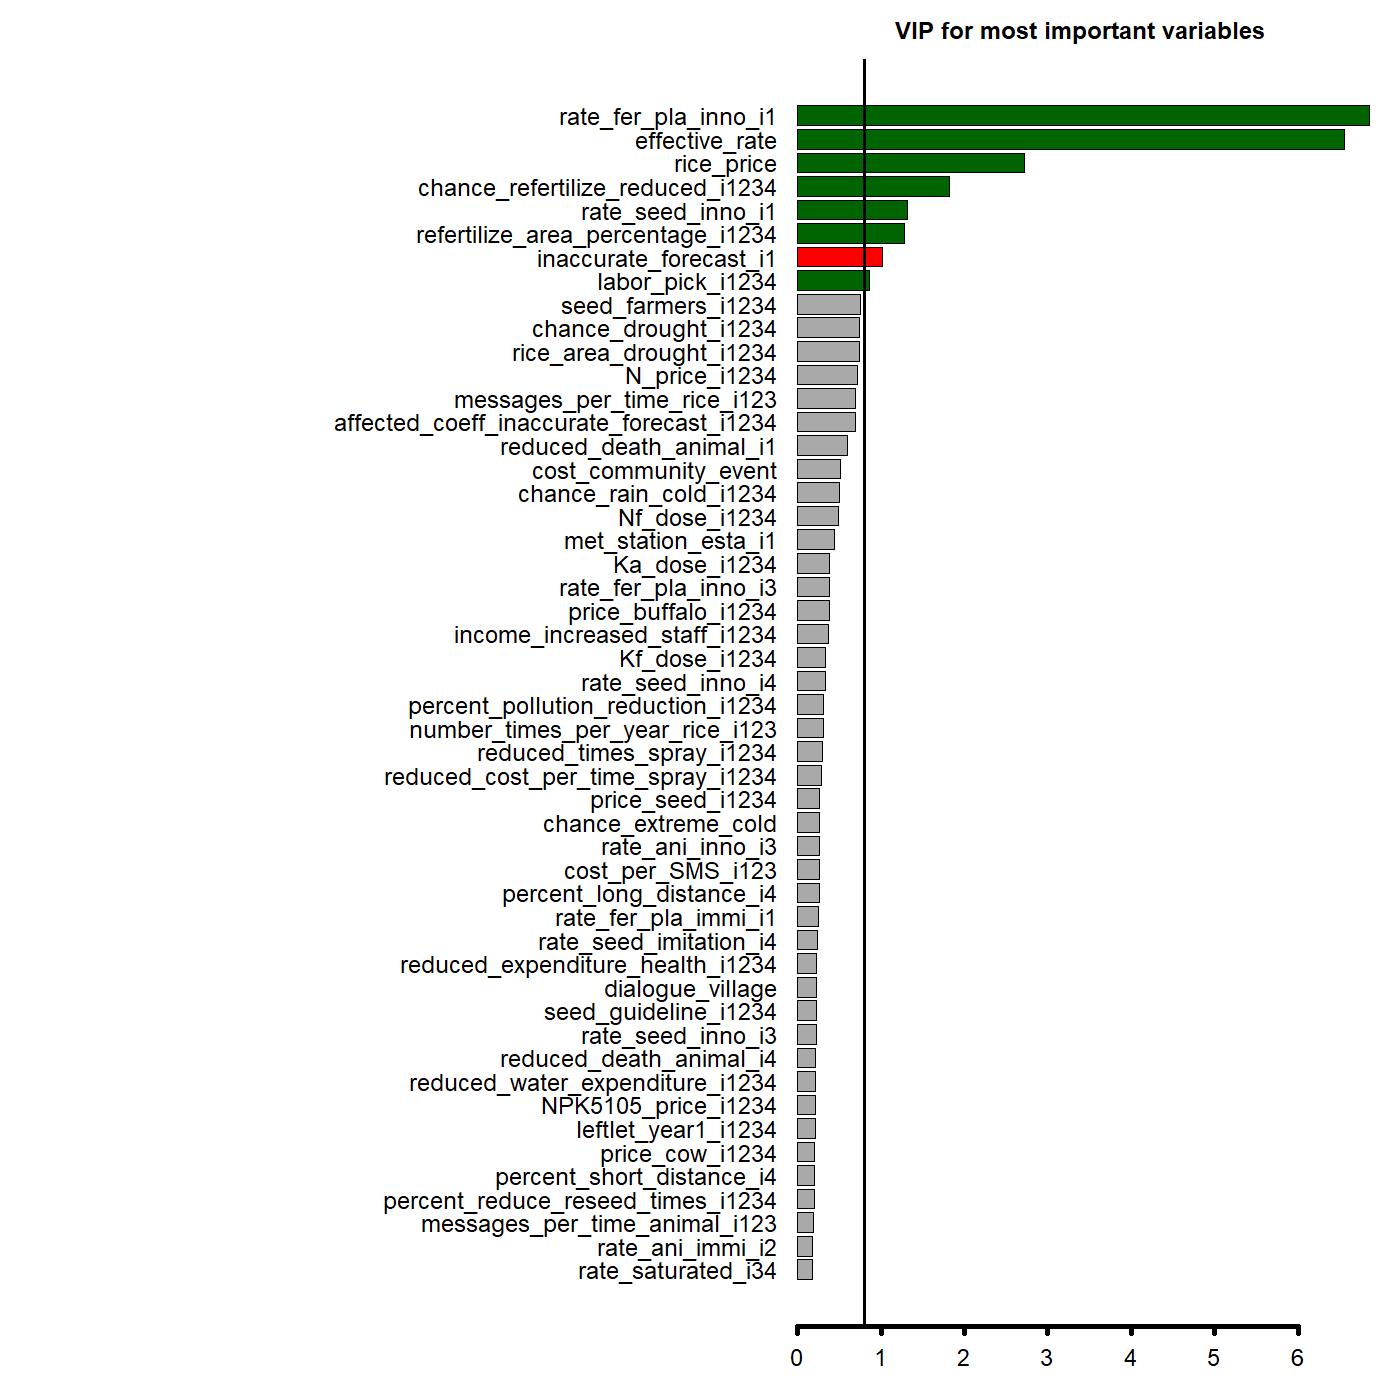 VIP for most important variables
rate_fer_pla_inno_i1
effective_rate
rice_price
chance_refertilize_reduced_i1234
rate_seed_inno_i1
refertilize_area_percentage_i1234
inaccurate_forecast_i1
labor_pick_i1234
seed_farmers_i1234
chance_drought_i1234
rice_area_drought_i1234
N_price_i1234
messages_per_time_rice_i123
affected_coeff_inaccurate_forecast_i1234
reduced_death_animal_i1
cost_community_event
chance_rain_cold_i1234
Nf_dose_i1234
met_station_esta_i1
Ka_dose_i1234
rate_fer_pla_inno_i3
price_buffalo_i1234
income_increased_staff_i1234
Kf_dose_i1234
rate_seed_inno_i4
percent_pollution_reduction_i1234
number_times_per_year_rice_i123
reduced_times_spray_i1234
reduced_cost_per_time_spray_i1234
price_seed_i1234
chance_extreme_cold
rate_ani_inno_i3
cost_per_SMS_i123
percent_long_distance_i4
rate_fer_pla_immi_i1
rate_seed_imitation_i4
reduced_expenditure_health_i1234
dialogue_village
seed_guideline_i1234
rate_seed_inno_i3
reduced_death_animal_i4
reduced_water_expenditure_i1234
NPK5105_price_i1234
leftlet_year1_i1234
price_cow_i1234
percent_short_distance_i4
percent_reduce_reseed_times_i1234
messages_per_time_animal_i123
rate_ani_immi_i2
rate_saturated_i34
0 1 2 3 4 5 6